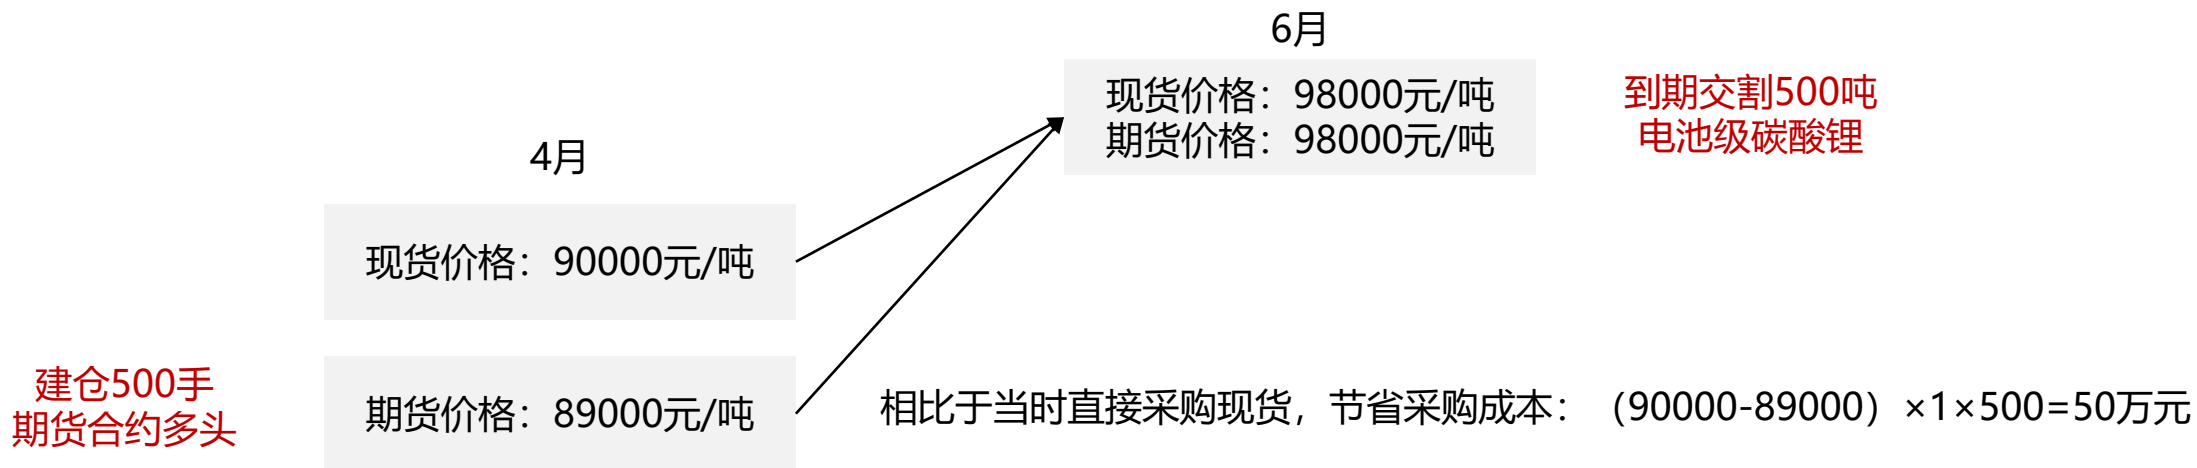 6月
现货价格：98000元/吨
期货价格：98000元/吨
到期交割500吨
电池级碳酸锂
4月
现货价格：90000元/吨
建仓500手
期货合约多头
期货价格：89000元/吨
相比于当时直接采购现货，节省采购成本：（90000-89000）×1×500=50万元